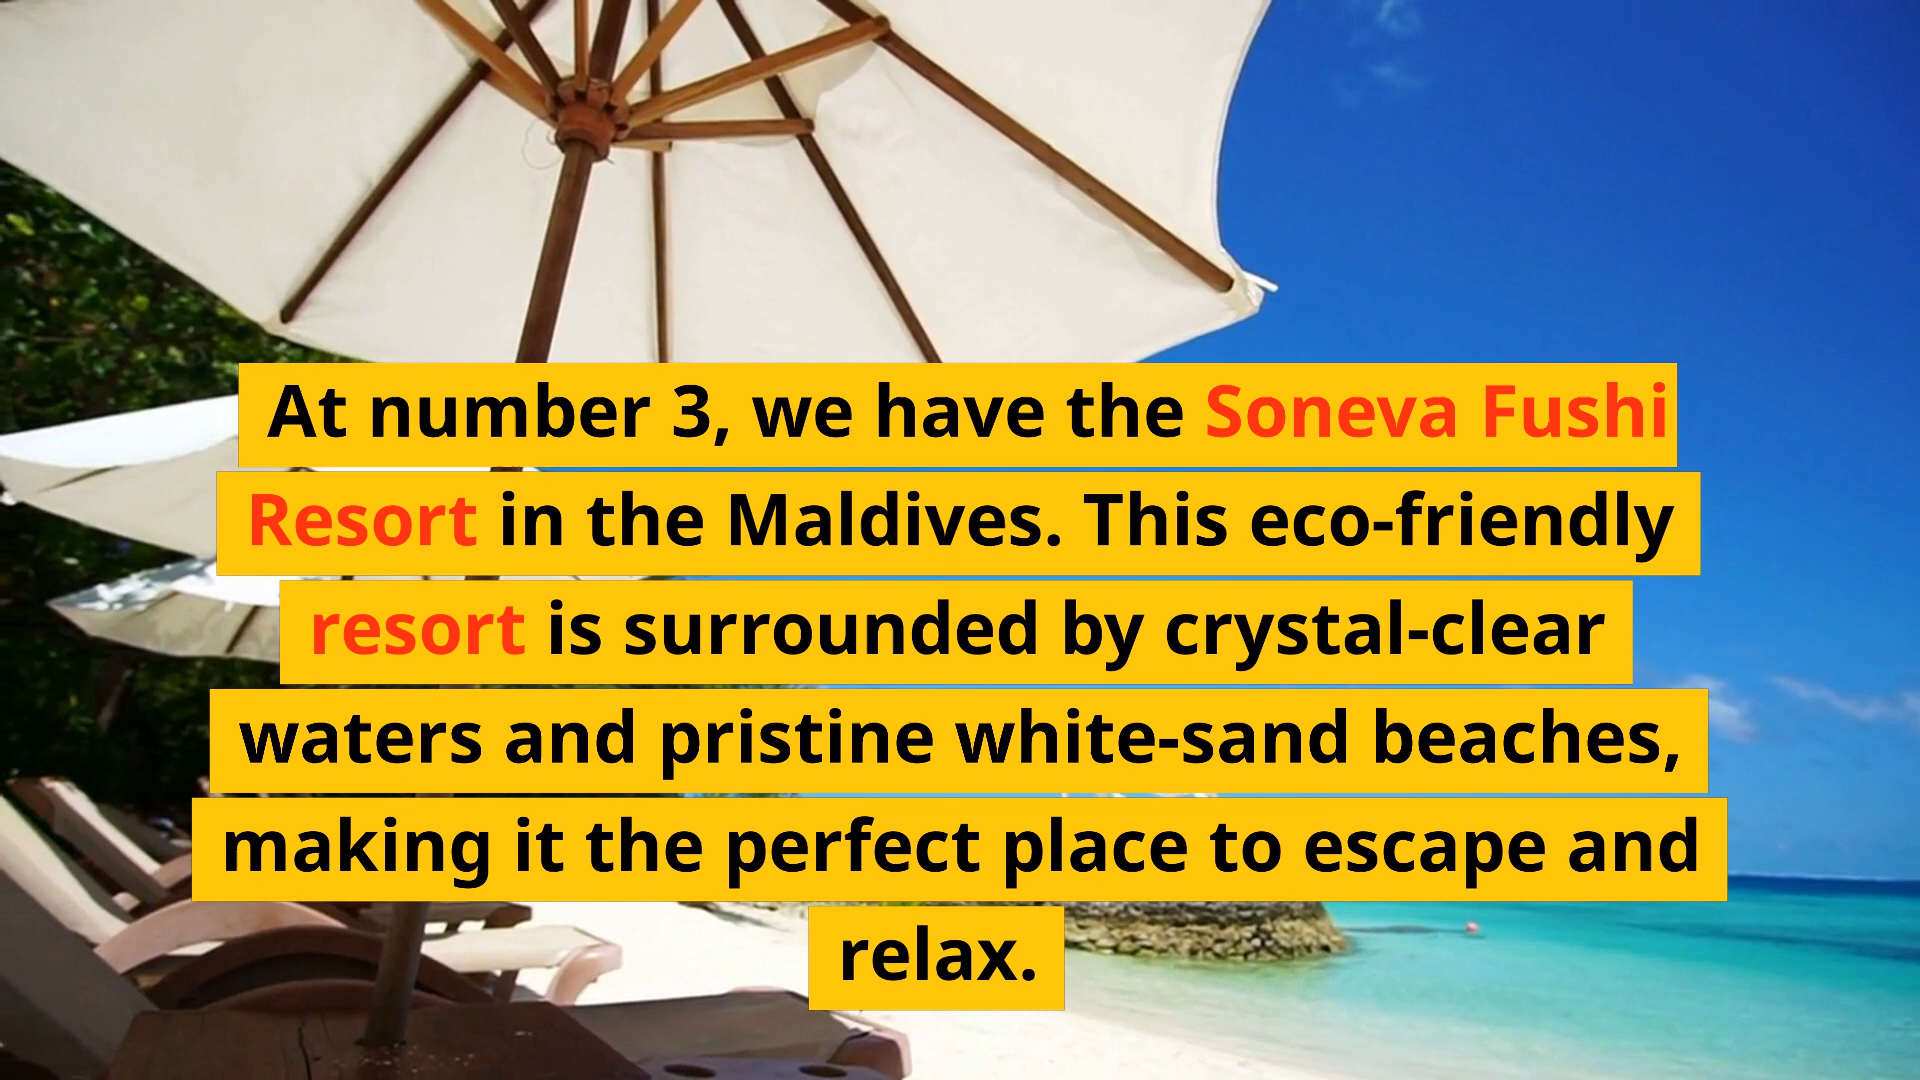 At number 3, we have the Soneva Fushi
Resort in the Maldives. This eco-friendly
resort is surrounded by crystal-clear
waters and pristine white-sand beaches,
making it the perfect place to escape and
relax.